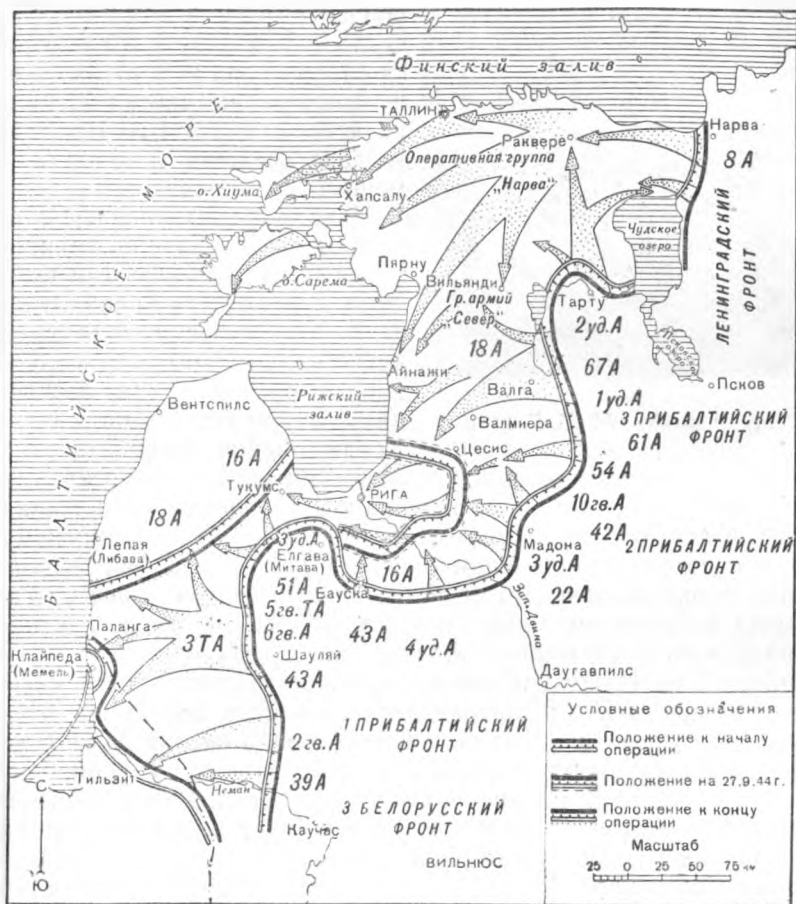 Финский залив
БАЛТИЙСКОЕ МОРЕ
ТАЛЛИН
Нарва
Раквере
8 А
Оперативная группа
„Нарва“
о. Хиума
Хапсалу
Чудское
озеро
ЛЕНИНГРАДСКИЙ
ФРОНТ
о. Сарема
Пярну
Вильянди
Гр. армий
„Север“
Тарту
2 уд. А
18 А
67 А
Псков
Айнажи
Валга
1 уд. А
Рижский
залив
Вентспилс
Валмиера
3 ПРИБАЛТИЙСКИЙ
ФРОНТ
61 А
Цесис
16 А
54 А
Тукумс
РИГА
10 гв. А
18 А
42 А
2 ПРИБАЛТИЙСКИЙ
ФРОНТ
Мадона
3 уд. А
3 уд. А
Лепая
(Либава)
Елгава
(Митава)
16 А
22 А
51 А
Бауска
Зап. Двина
5 гв. ТА
Паланга
6 гв. А
43 А
4 уд. А
3 ТА
Шауляй
Клайпеда
(Мемель)
43 А
Даугавпилс
1 ПРИБАЛТИЙСКИЙ
ФРОНТ
2 гв. А
Тильзит
Неман
39 А
3 БЕЛОРУССКИЙ
ФРОНТ
Каунас
ВИЛЬНЮС
С
Ю
Условные обозначения
Положение к началу
операции
Положение на 27.9.44 г.
Положение к концу
операции
Масштаб
25 0 25 50 75 км